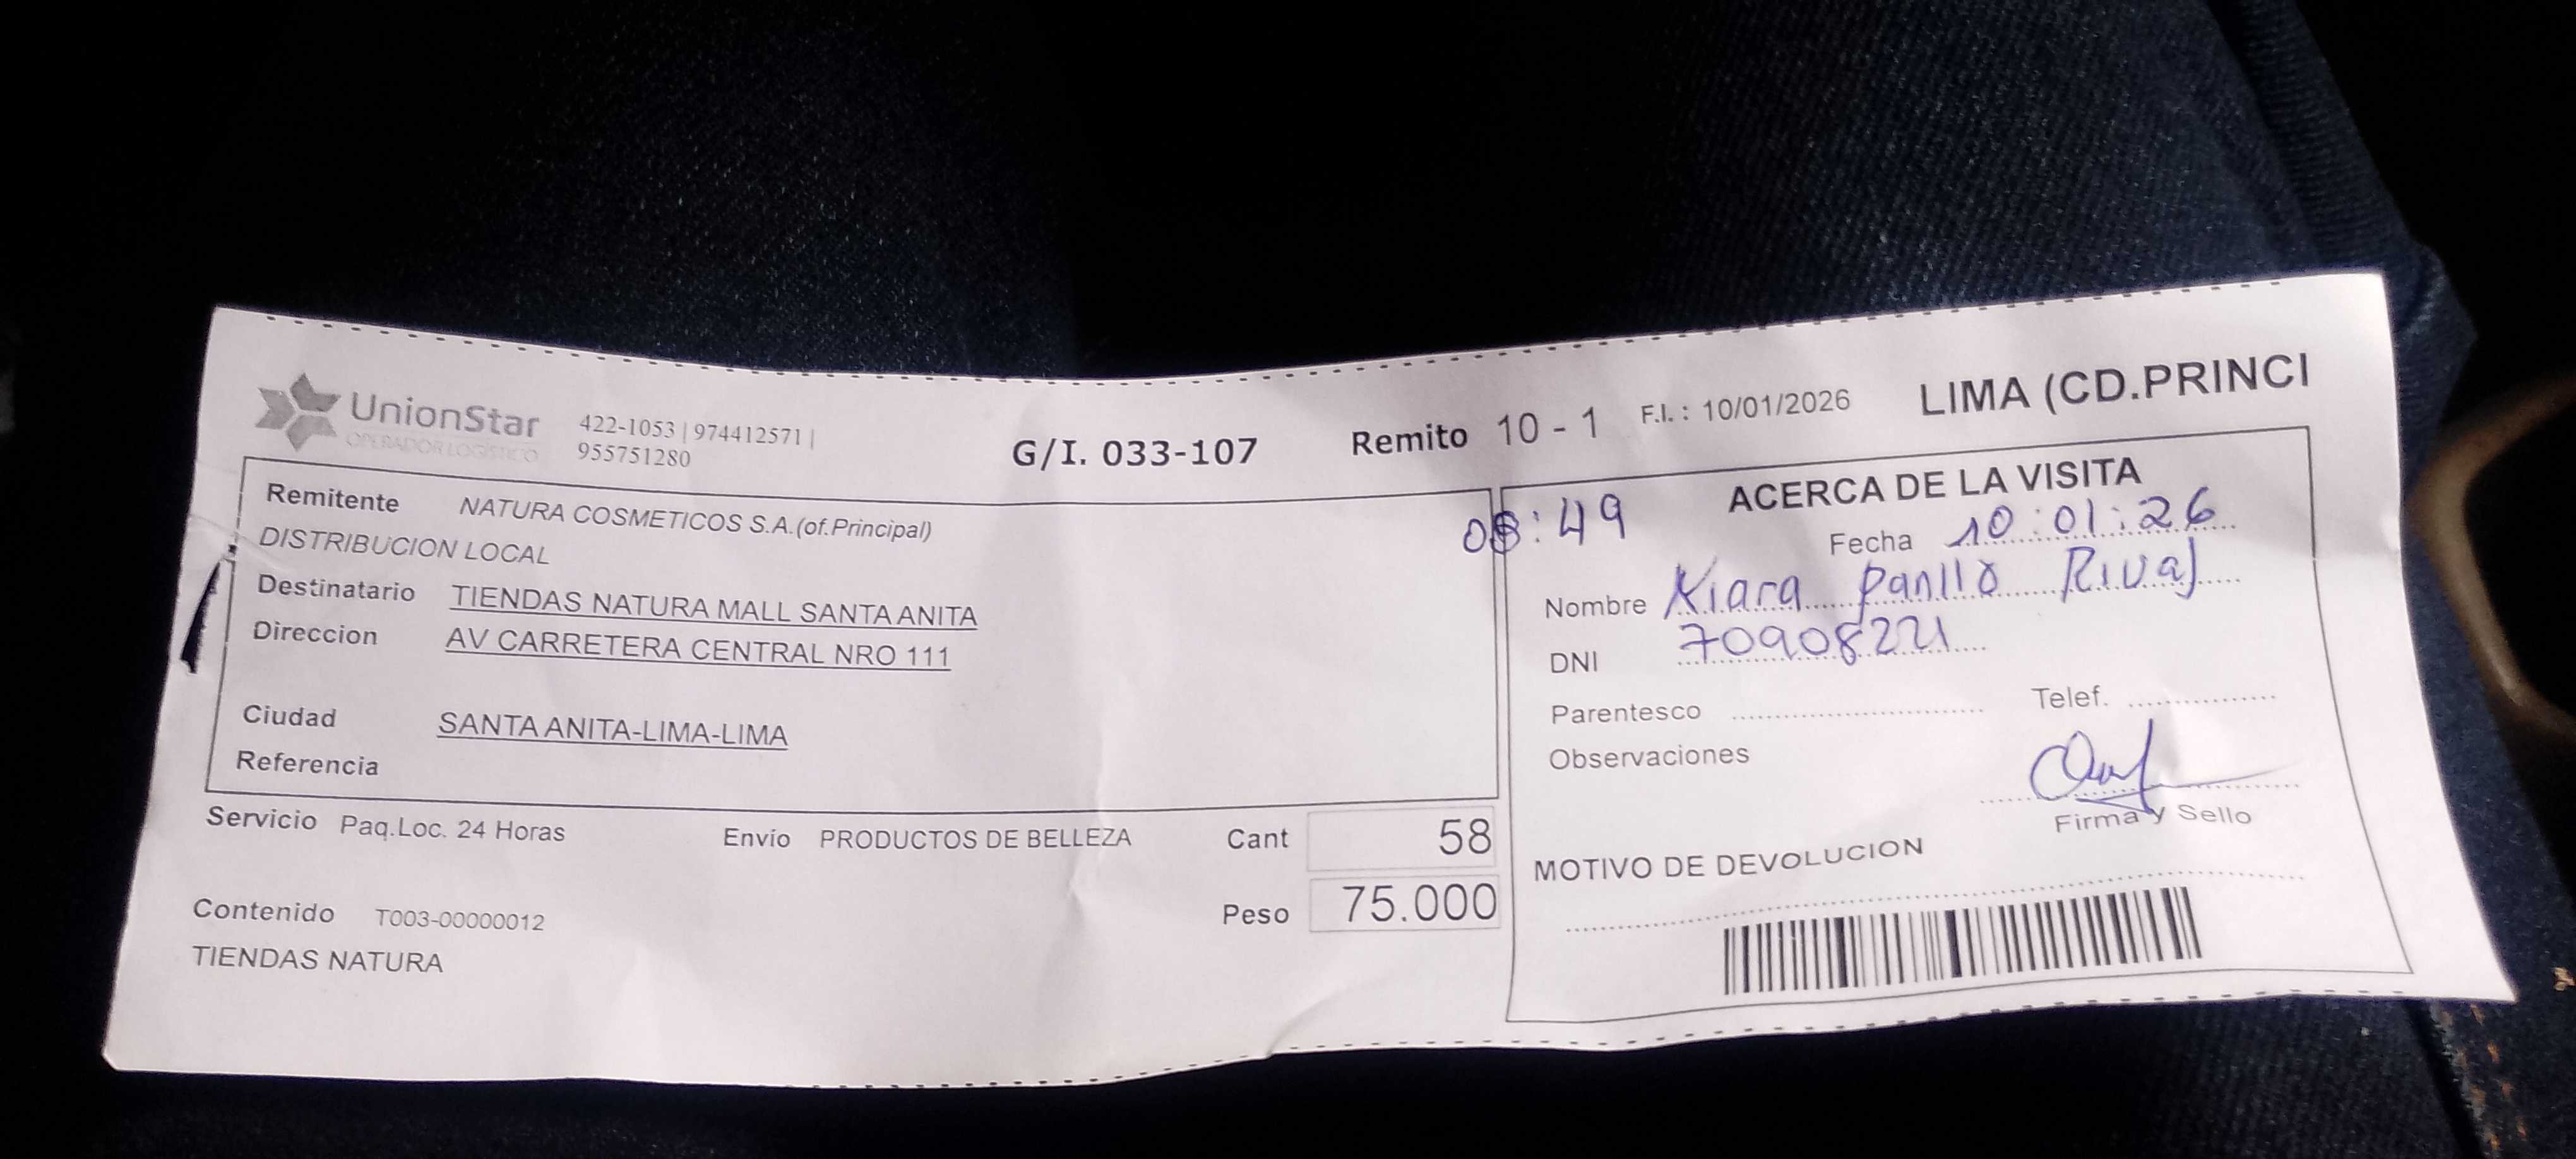 UnionStar
OPERADOR LOGISTICO
422-1053 | 974412571 |
955751280
G/I. 033-107
Remito 10 - 1
F.I. : 10/01/2026
LIMA (CD.PRINCI
Remitente NATURA COSMETICOS S.A.(of.Principal)
DISTRIBUCION LOCAL
Destinatario TIENDAS NATURA MALL SANTA ANITA
Direccion AV CARRETERA CENTRAL NRO 111
Ciudad SANTA ANITA-LIMA-LIMA
Referencia
Servicio Paq.Loc. 24 Horas
Envio PRODUCTOS DE BELLEZA
Cant 58
Contenido T003-00000012
Peso 75.000
TIENDAS NATURA
ACERCA DE LA VISITA
08:49
Fecha 10:01:26
Nombre Kiara Rivas
DNI 70908221
Parentesco
Telef.
Observaciones
Firma y Sello
MOTIVO DE DEVOLUCION